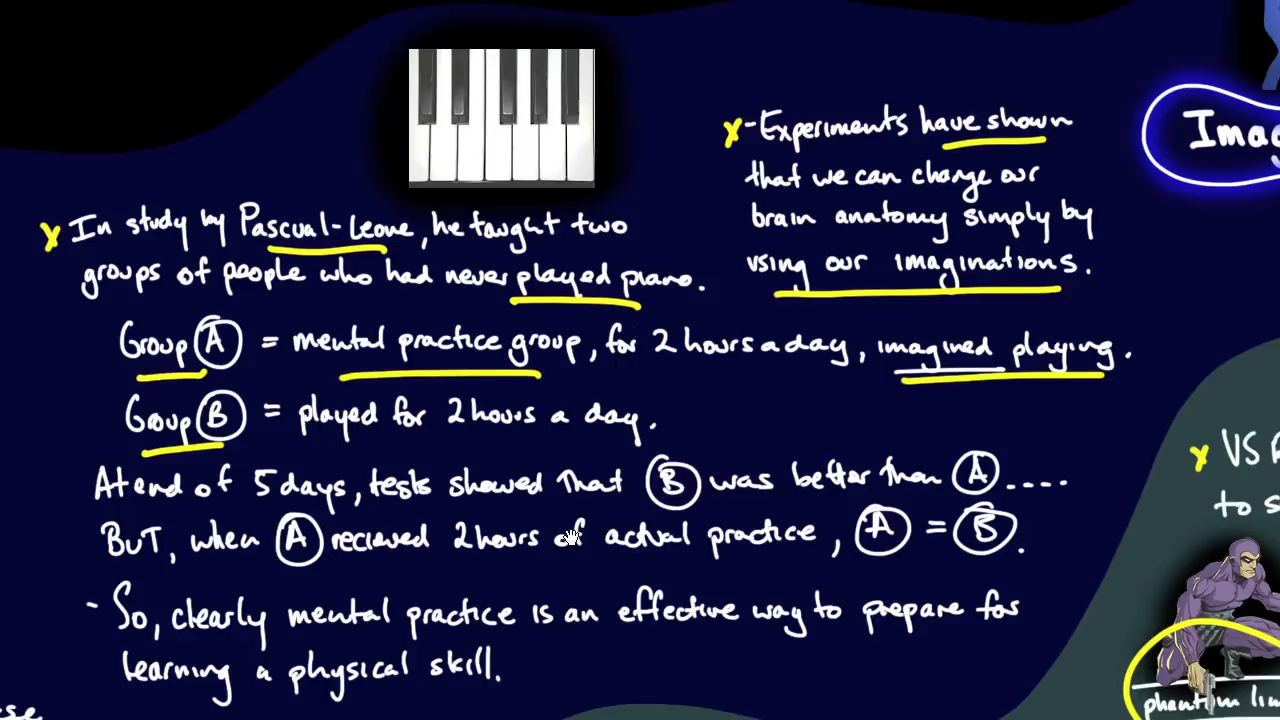 - Experiments have shown
that we can change our
brain anatomy simply by
using our imaginations.
Imag
In study by Pascual-Leone, he taught two
groups of people who had never played piano.
Group A = mental practice group, for 2 hours a day, imagined playing.
Group B = played for 2 hours a day.
At end of 5 days, tests showed that B was better than A ....
BUT, when A recieved 2 hours of actual practice, A = B.
- So, clearly mental practice is an effective way to prepare for
learning a physical skill.
VS R
to s
phantom lim
se